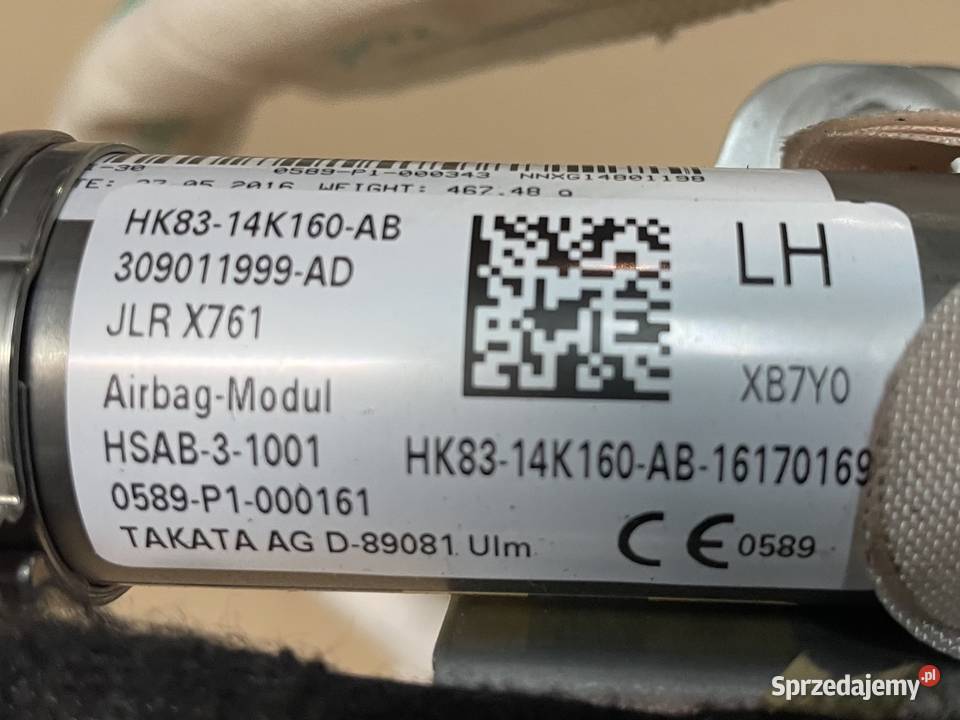 -30 0589-P1-000343 NNXG14801198
TE: 27.05.2016 WEIGHT: 467.48 g
HK83-14K160-AB
309011999-AD
JLR X761
LH
Airbag-Modul
XB7Y0
HSAB-3-1001
HK83-14K160-AB-16170169
0589-P1-000161
TAKATA AG D-89081 Ulm
CE 0589
Sprzedajemy.pl